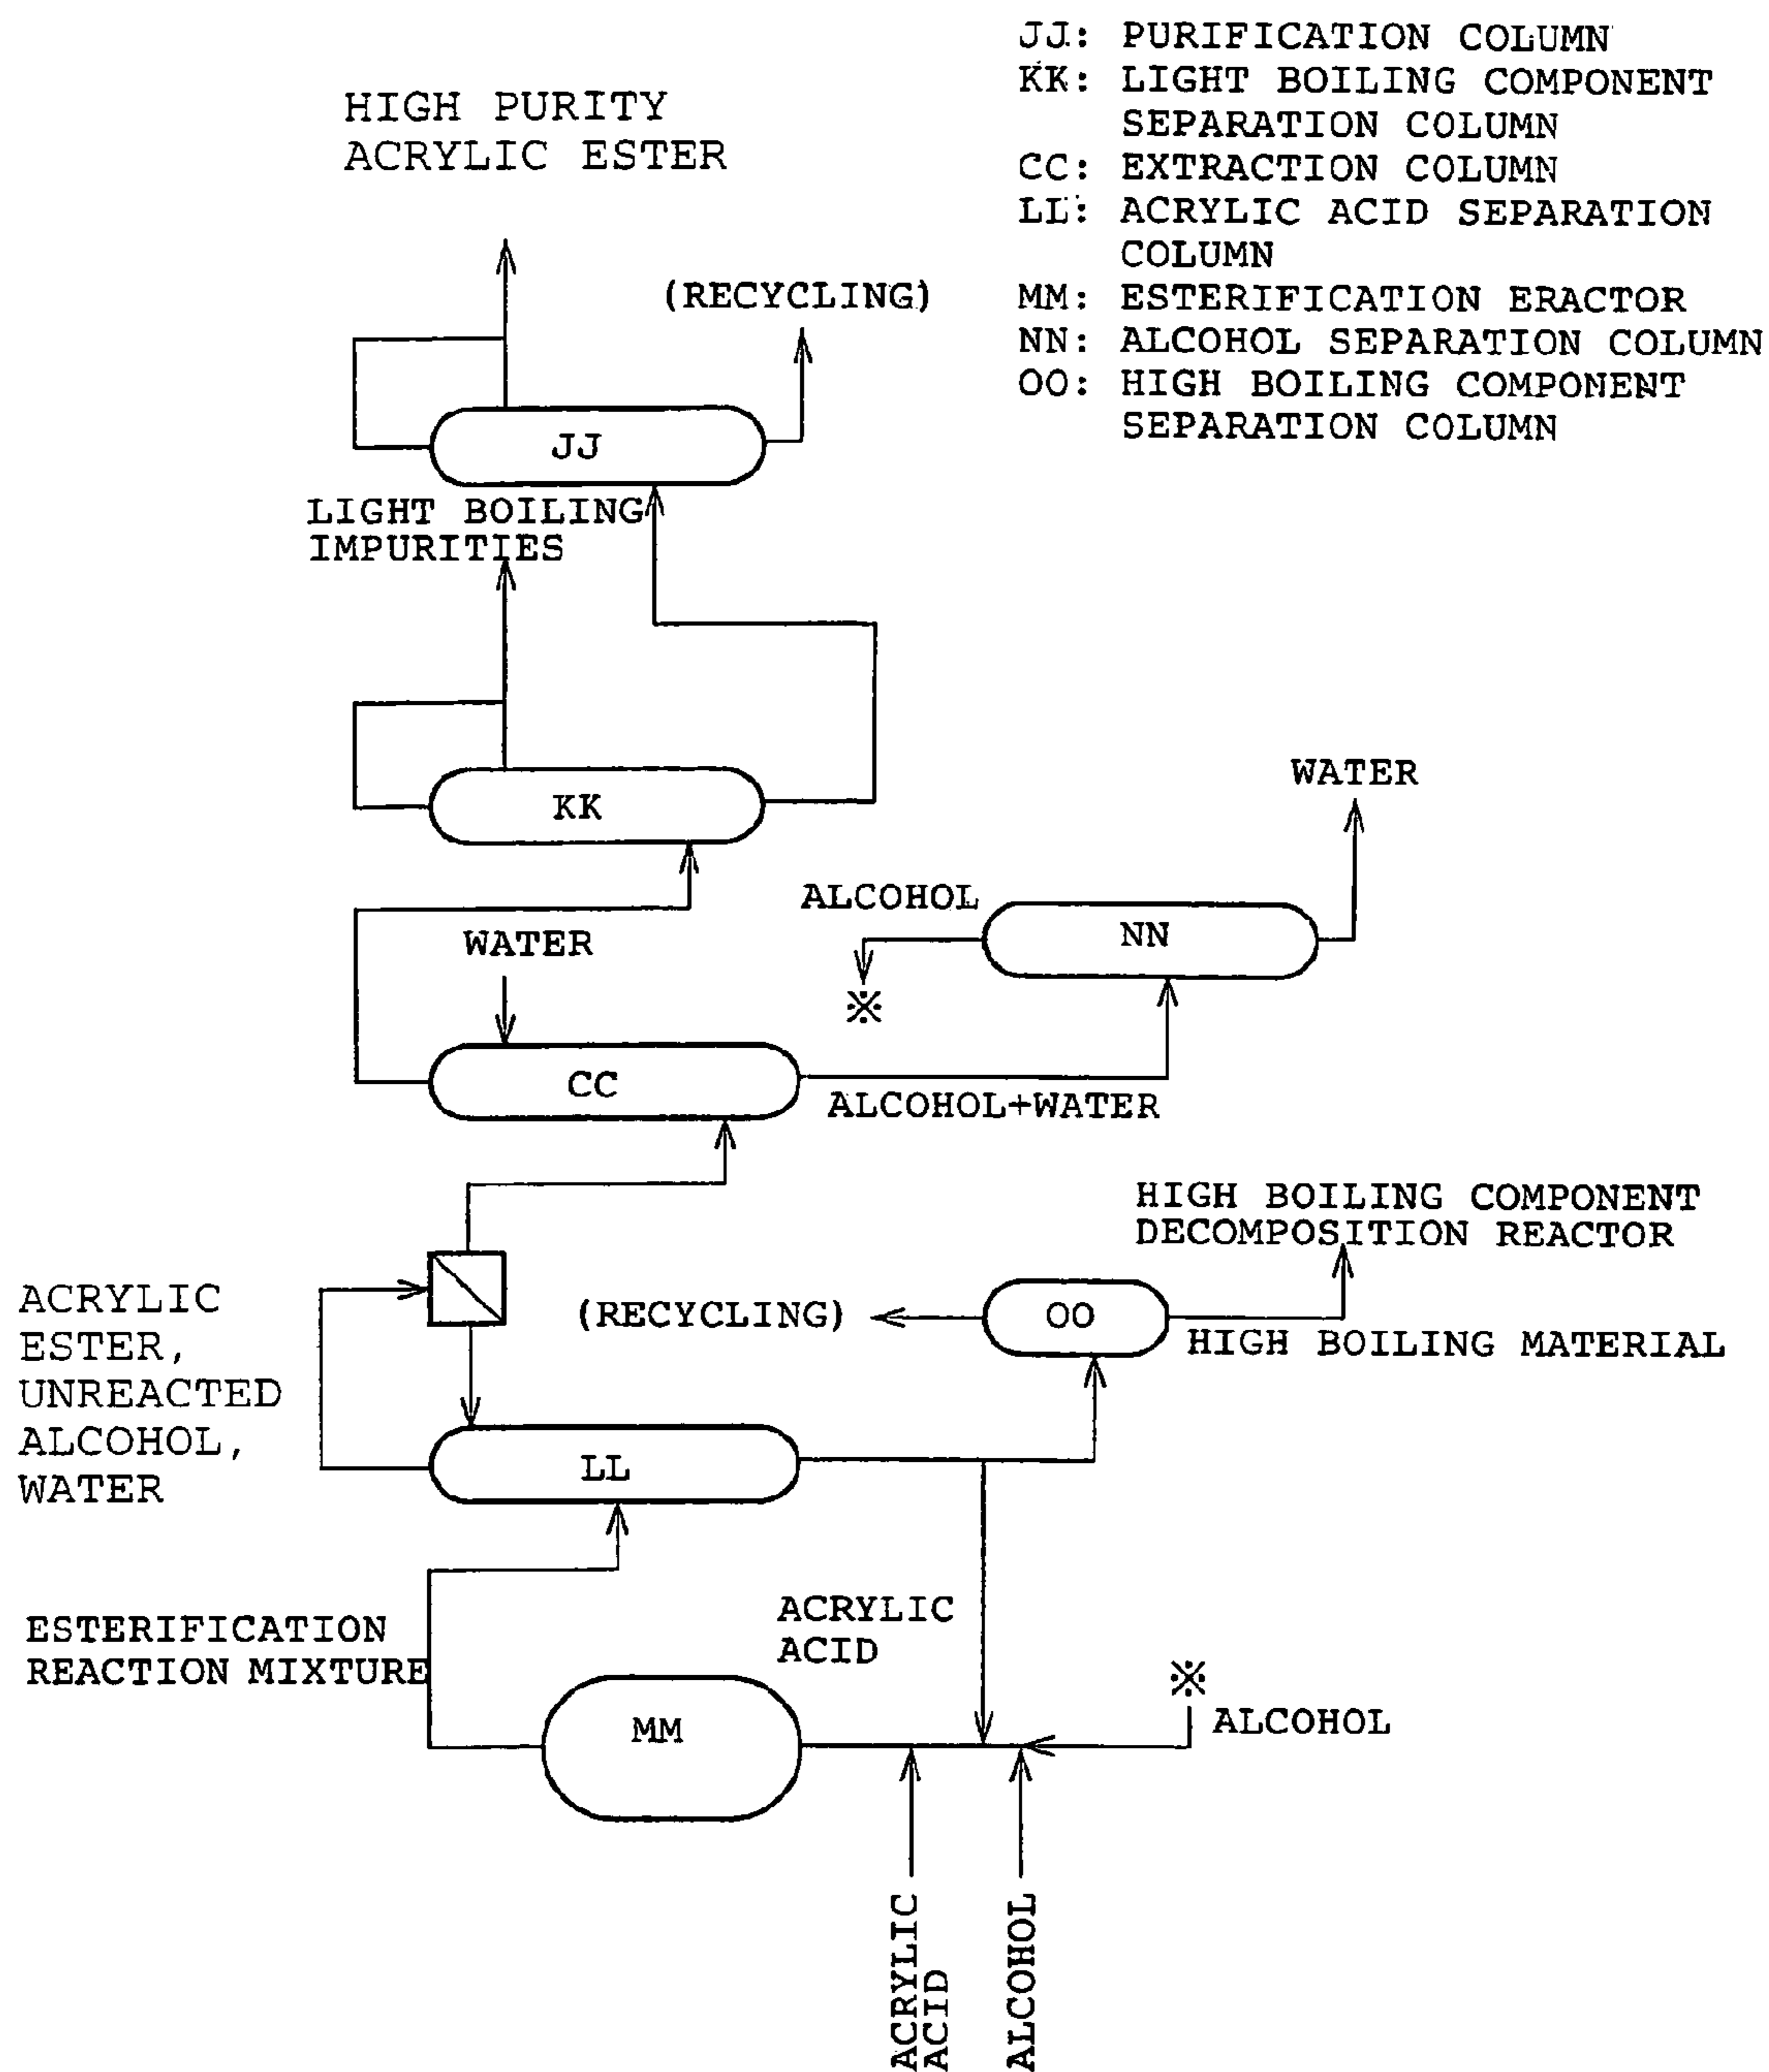 JJ: PURIFICATION COLUMN
KK: LIGHT BOILING COMPONENT
SEPARATION COLUMN
CC: EXTRACTION COLUMN
LL: ACRYLIC ACID SEPARATION
COLUMN
MM: ESTERIFICATION ERACTOR
NN: ALCOHOL SEPARATION COLUMN
OO: HIGH BOILING COMPONENT
SEPARATION COLUMN
HIGH PURITY
ACRYLIC ESTER
(RECYCLING)
JJ
LIGHT BOILING
IMPURITIES
KK
WATER
ALCOHOL
NN
WATER
※
CC
ALCOHOL+WATER
HIGH BOILING COMPONENT
DECOMPOSITION REACTOR
ACRYLIC
ESTER,
UNREACTED
ALCOHOL,
WATER
(RECYCLING)
OO
HIGH BOILING MATERIAL
LL
ESTERIFICATION
REACTION MIXTURE
ACRYLIC
ACID
MM
※
ALCOHOL
ACRYLIC
ACID
ALCOHOL